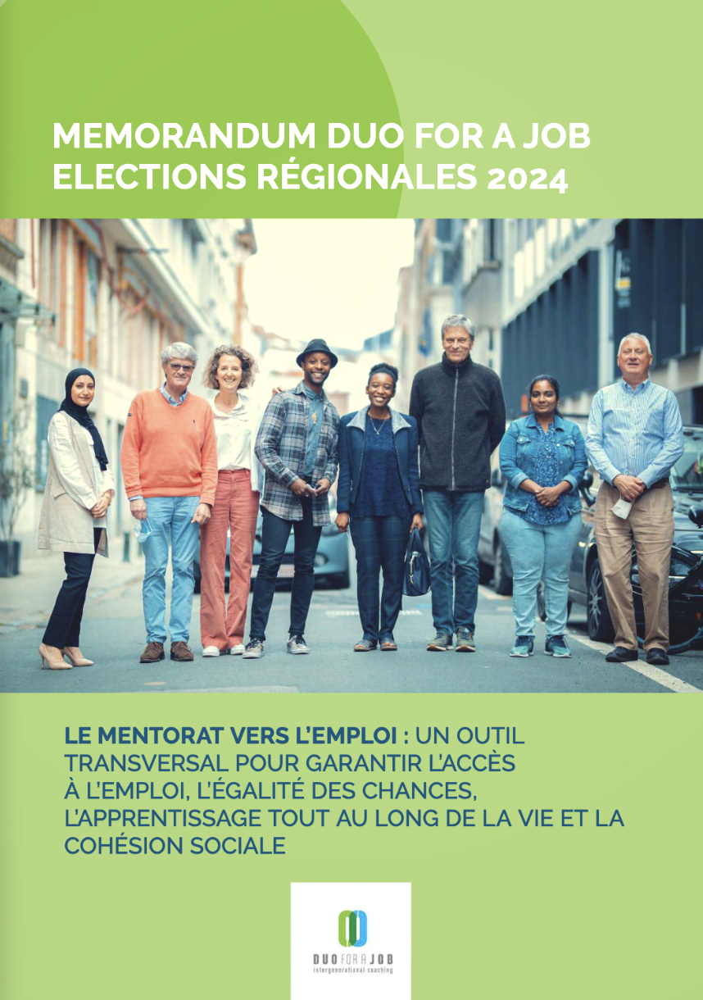 MEMORANDUM DUO FOR A JOB
ELECTIONS RÉGIONALES 2024
LE MENTORAT VERS L'EMPLOI : UN OUTIL
TRANSVERSAL POUR GARANTIR L'ACCÈS
À L'EMPLOI, L'ÉGALITÉ DES CHANCES,
L'APPRENTISSAGE TOUT AU LONG DE LA VIE ET LA
COHÉSION SOCIALE
DUO FOR A JOB
intergenerational coaching